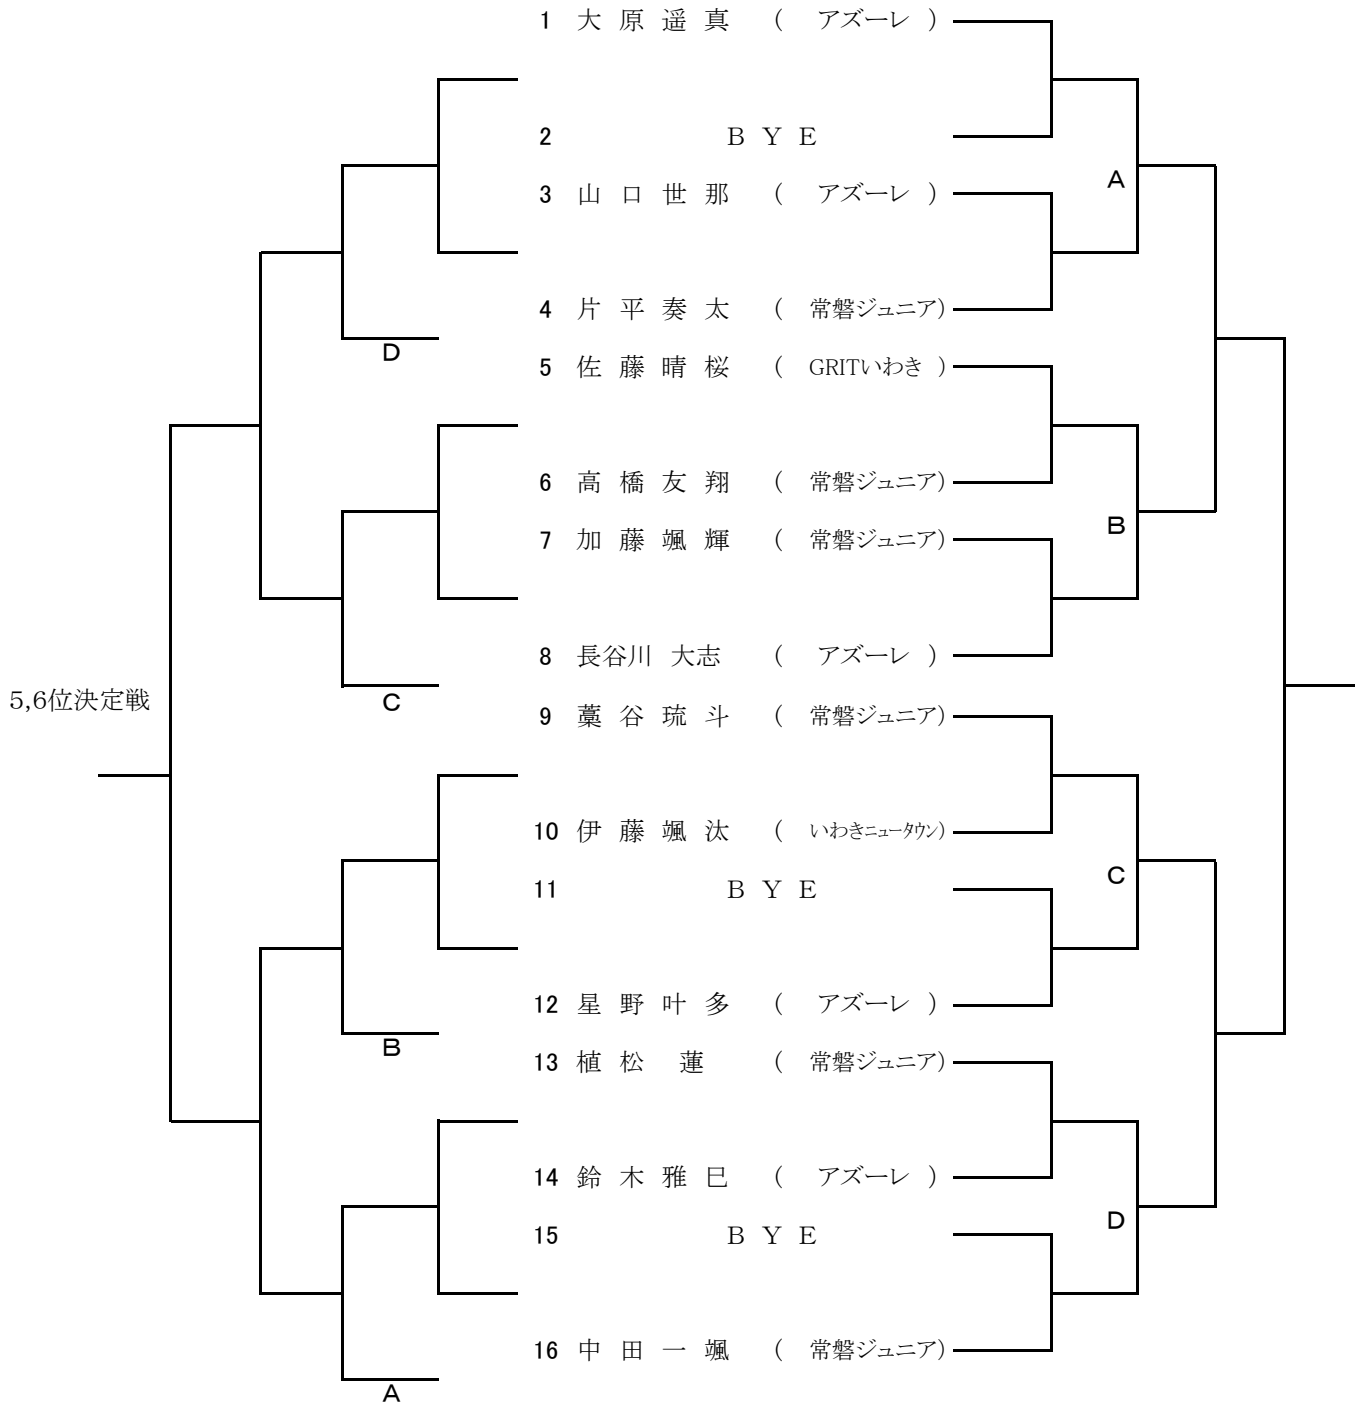 1 大原遥真 ( アズーレ )
2 BYE
A
3 山口世那 ( アズーレ )
4 片平奏太 ( 常磐ジュニア)
D
5 佐藤晴桜 ( GRITいわき )
6 高橋友翔 ( 常磐ジュニア)
B
7 加藤颯輝 ( 常磐ジュニア)
8 長谷川 大志 ( アズーレ )
5,6位決定戦
C
9 藁谷琉斗 ( 常磐ジュニア)
10 伊藤颯汰 ( いわきニュータウン)
C
11 BYE
12 星野叶多 ( アズーレ )
B
13 植松 蓮 ( 常磐ジュニア)
14 鈴木雅巳 ( アズーレ )
D
15 BYE
16 中田一颯 ( 常磐ジュニア)
A